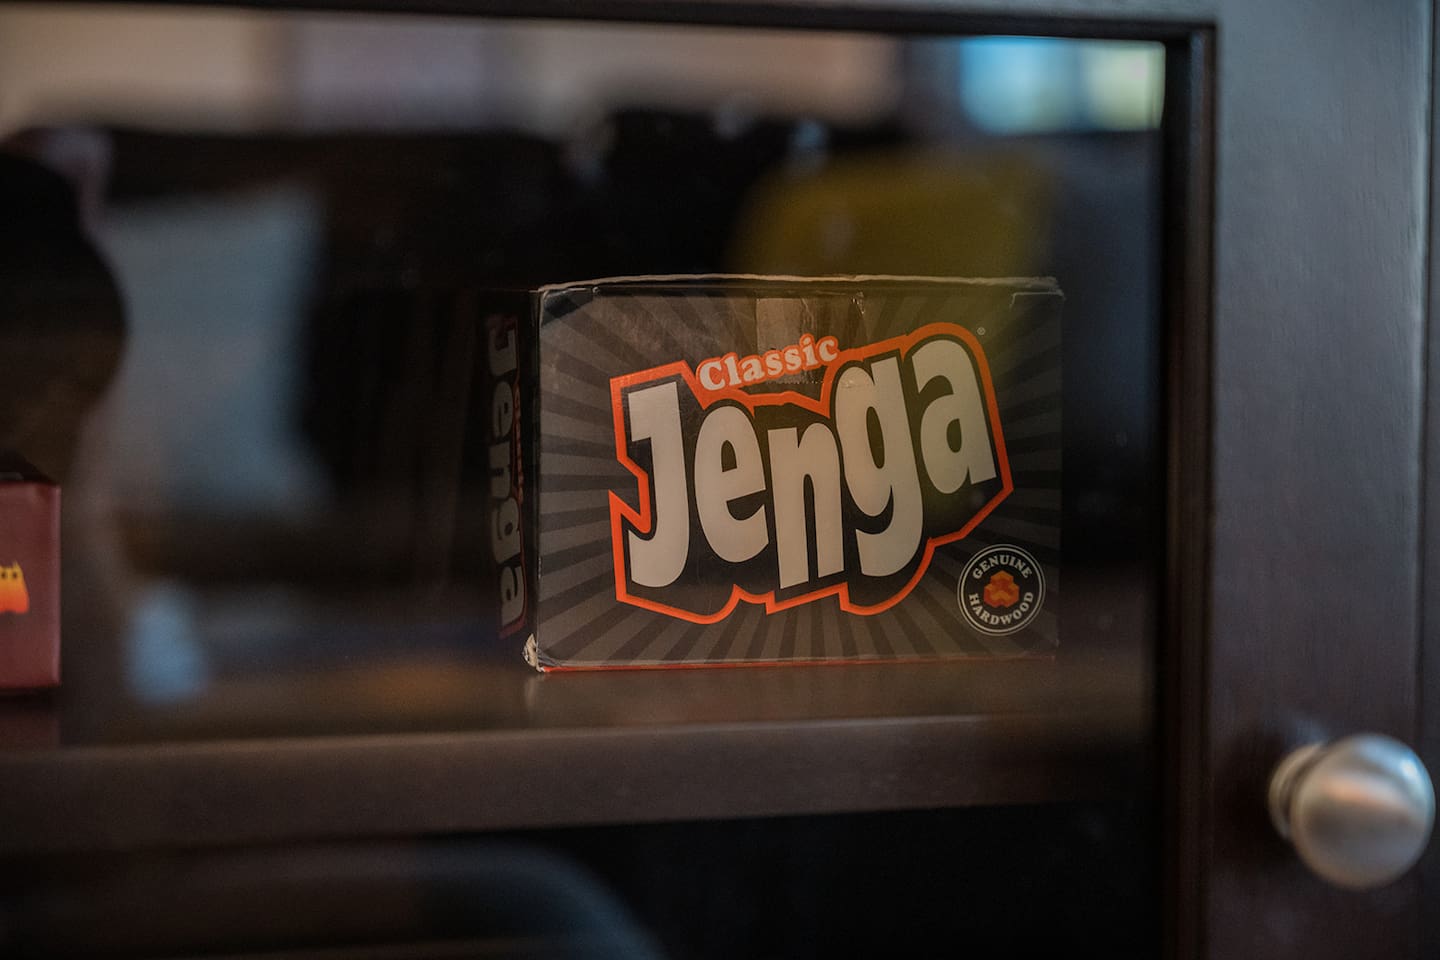 Classic
Jenga
®
GENUINE
HARDWOOD
Jenga